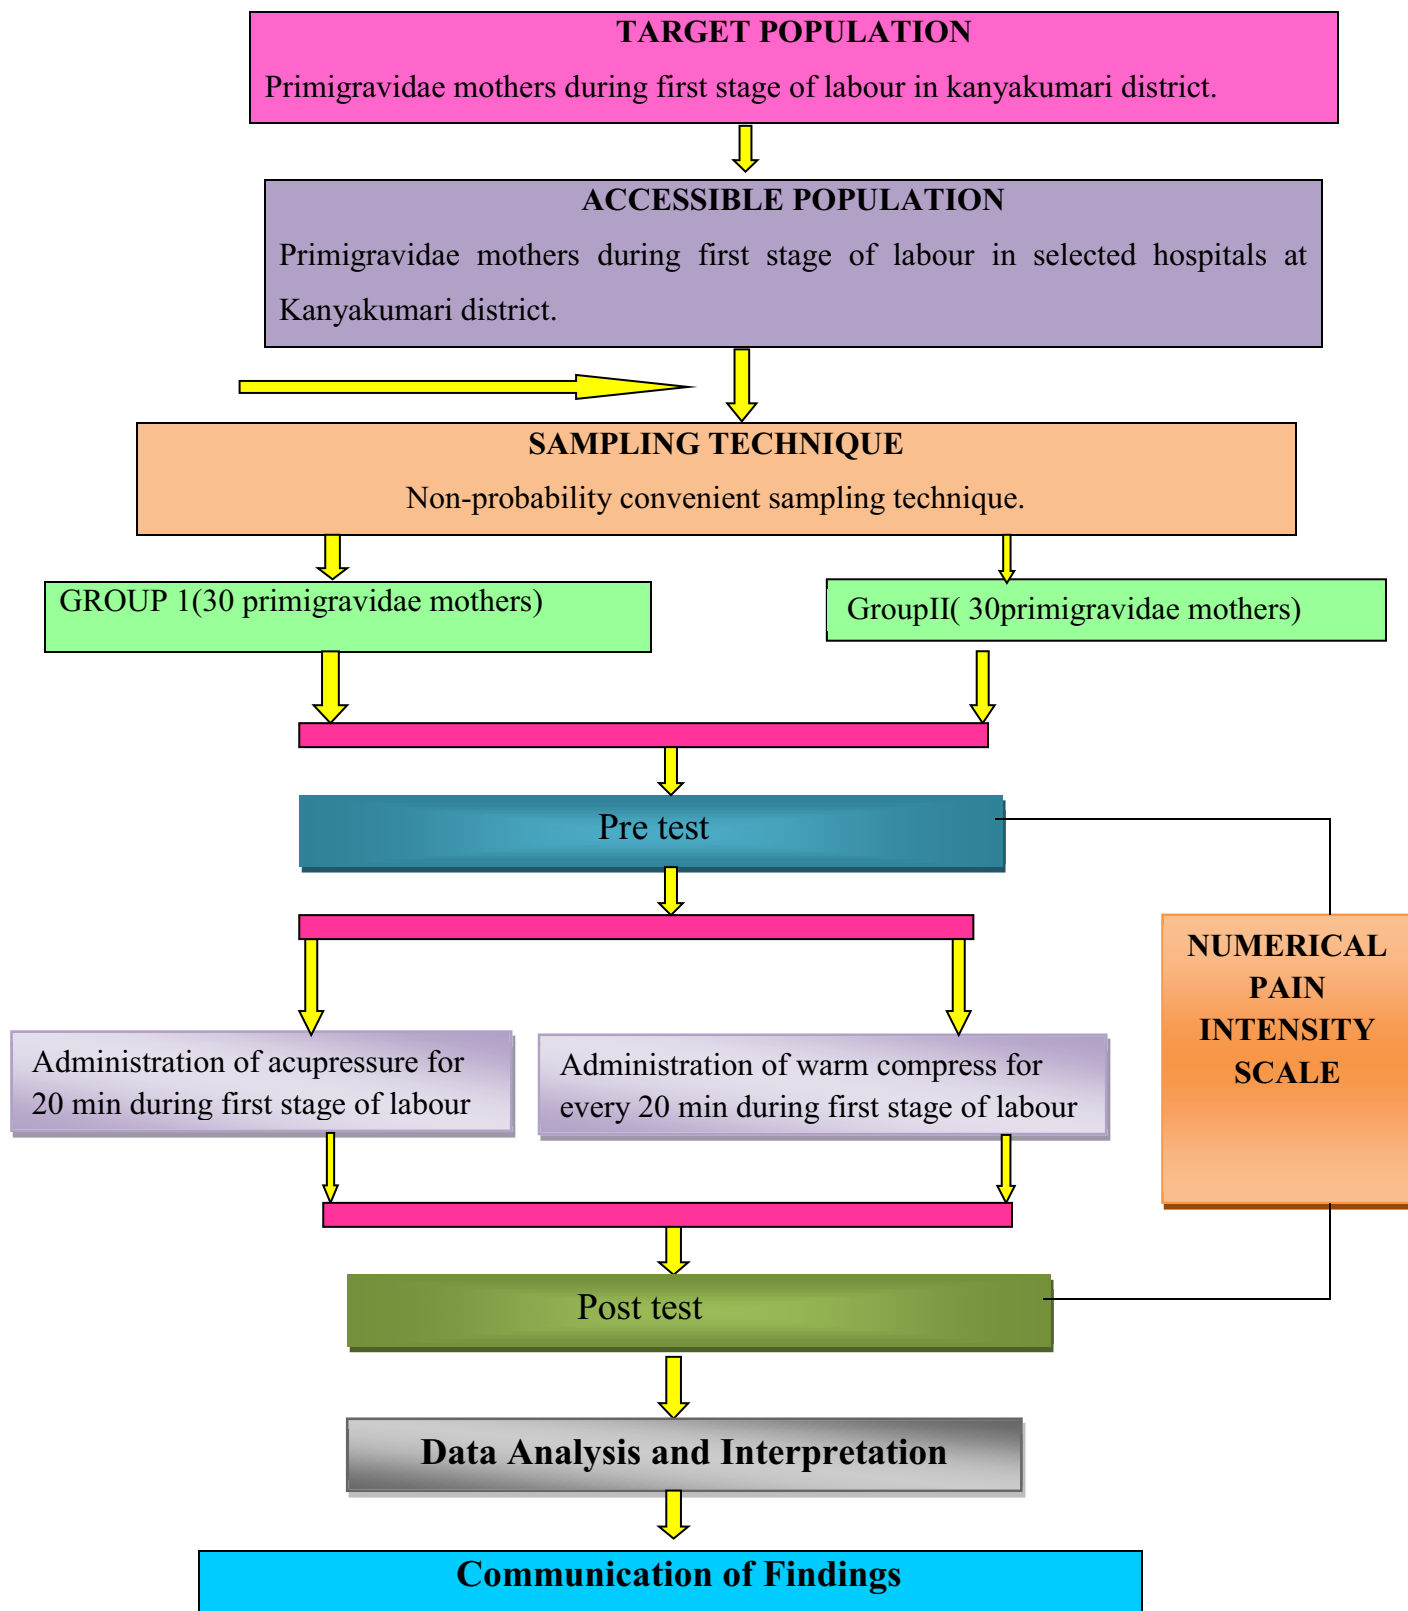 TARGET POPULATION
Primigravidae mothers during first stage of labour in kanyakumari district.
ACCESSIBLE POPULATION
Primigravidae mothers during first stage of labour in selected hospitals at
Kanyakumari district.
SAMPLING TECHNIQUE
Non-probability convenient sampling technique.
GROUP 1(30 primigravidae mothers)
GroupII( 30primigravidae mothers)
Pre test
NUMERICAL
PAIN
INTENSITY
SCALE
Administration of acupressure for
20 min during first stage of labour
Administration of warm compress for
every 20 min during first stage of labour
Post test
Data Analysis and Interpretation
Communication of Findings